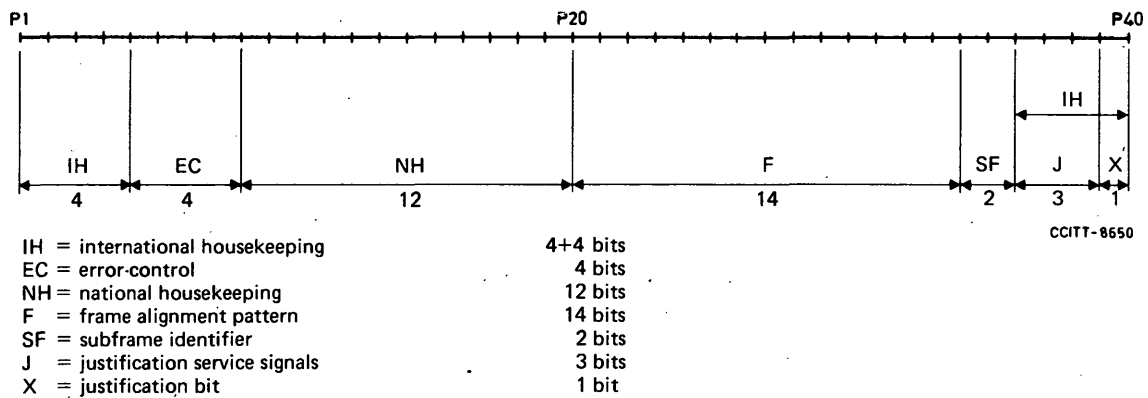 P1 P20 P40
IH
IH EC NH F SF J X
4 4 12 14 2 3 1
CCITT-8650
IH = international housekeeping 4+4 bits
EC = error-control 4 bits
NH = national housekeeping 12 bits
F = frame alignment pattern 14 bits
SF = subframe identifier 2 bits
J = justification service signals 3 bits
X = justification bit 1 bit